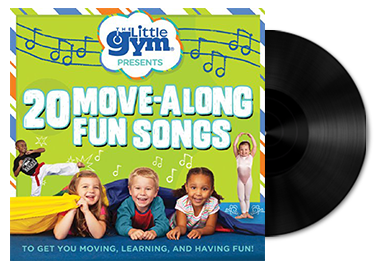 THE Little
gym®
PRESENTS
20 MOVE-ALONG
FUN SONGS
TO GET YOU MOVING, LEARNING, AND HAVING FUN!